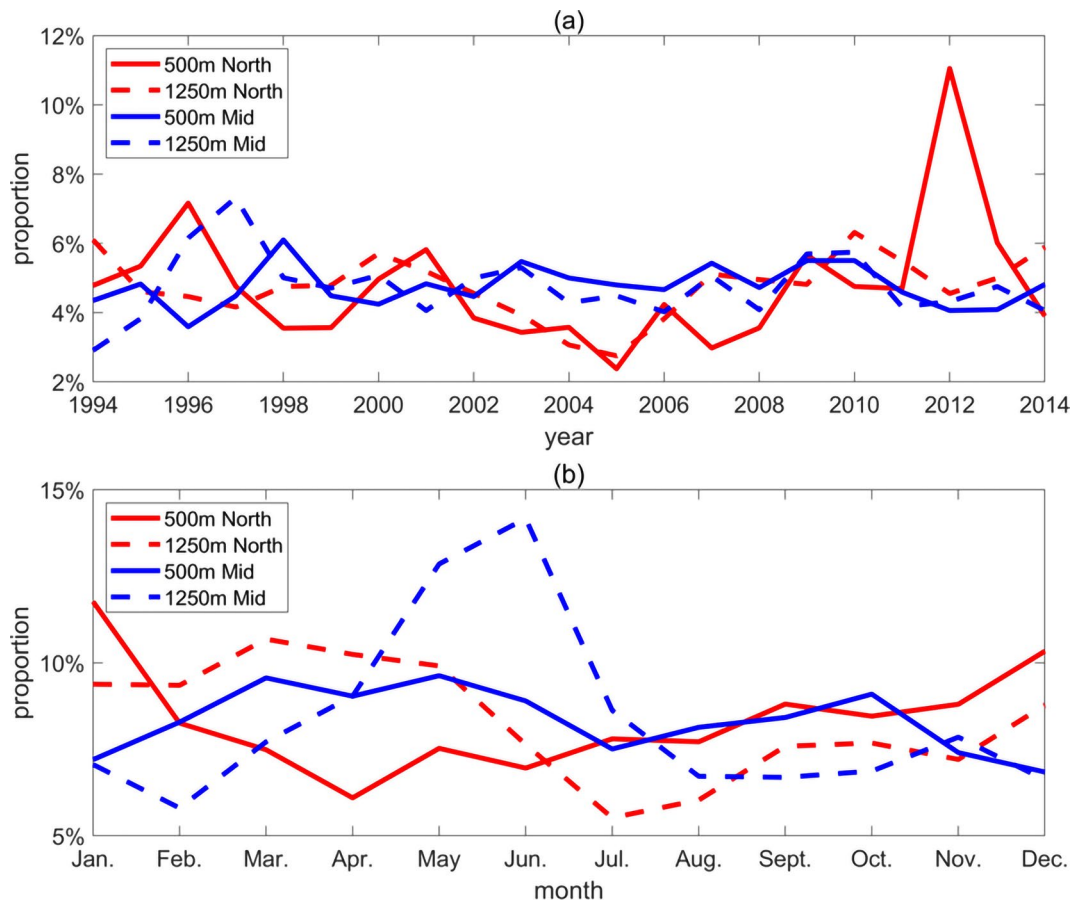 (a)
12%
10%
8%
6%
4%
2%
proportion
500m North
1250m North
500m Mid
1250m Mid
1994 1996 1998 2000 2002 2004 2006 2008 2010 2012 2014
year
(b)
15%
10%
5%
proportion
500m North
1250m North
500m Mid
1250m Mid
Jan. Feb. Mar. Apr. May Jun. Jul. Aug. Sept. Oct. Nov. Dec.
month